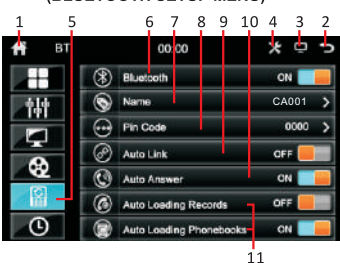 (BLUETOOTH SETUP MENU)
1 5 6 7 8 9 10 4 3 2
BT 00:00
Bluetooth ON
Name CA001 >
Pin Code 0000 >
Auto Link OFF
Auto Answer ON
Auto Loading Records OFF
Auto Loading Phonebooks ON
11